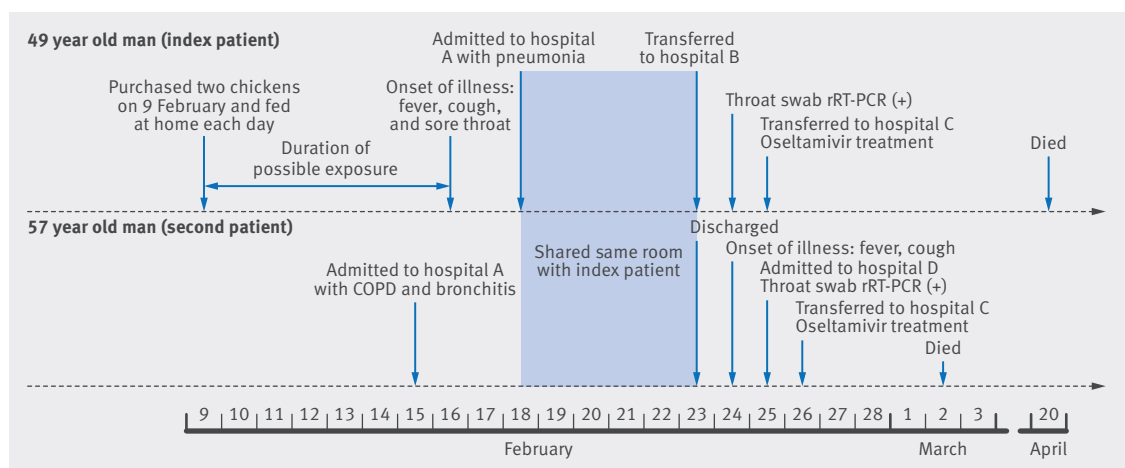 49 year old man (index patient)
Purchased two chickens
on 9 February and fed
at home each day
Duration of
possible exposure
Onset of illness:
fever, cough,
and sore throat
Admitted to hospital
A with pneumonia
Transferred
to hospital B
Throat swab rRT-PCR (+)
Transferred to hospital C
Oseltamivir treatment
Died
57 year old man (second patient)
Admitted to hospital A
with COPD and bronchitis
Shared same room
with index patient
Discharged
Onset of illness: fever, cough
Admitted to hospital D
Throat swab rRT-PCR (+)
Transferred to hospital C
Oseltamivir treatment
Died
9 10 11 12 13 14 15 16 17 18 19 20 21 22 23 24 25 26 27 28 1 2 3 20
February March April